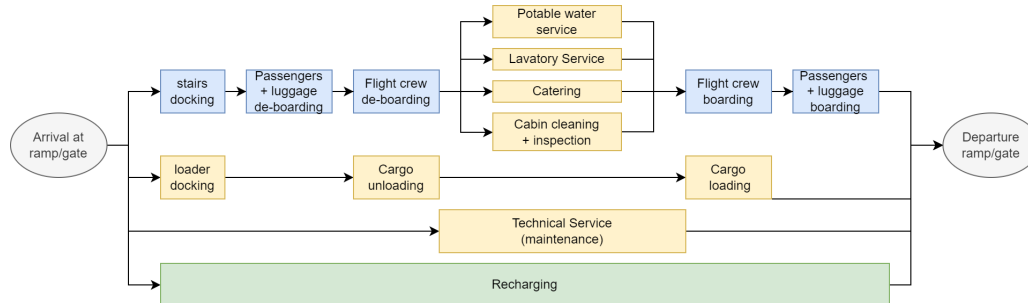 Potable water
service
Lavatory Service
stairs
docking
Passengers
+ luggage
de-boarding
Flight crew
de-boarding
Catering
Flight crew
boarding
Passengers
+ luggage
boarding
Cabin cleaning
+ inspection
Arrival at
ramp/gate
Departure
ramp/gate
loader
docking
Cargo
unloading
Cargo
loading
Technical Service
(maintenance)
Recharging